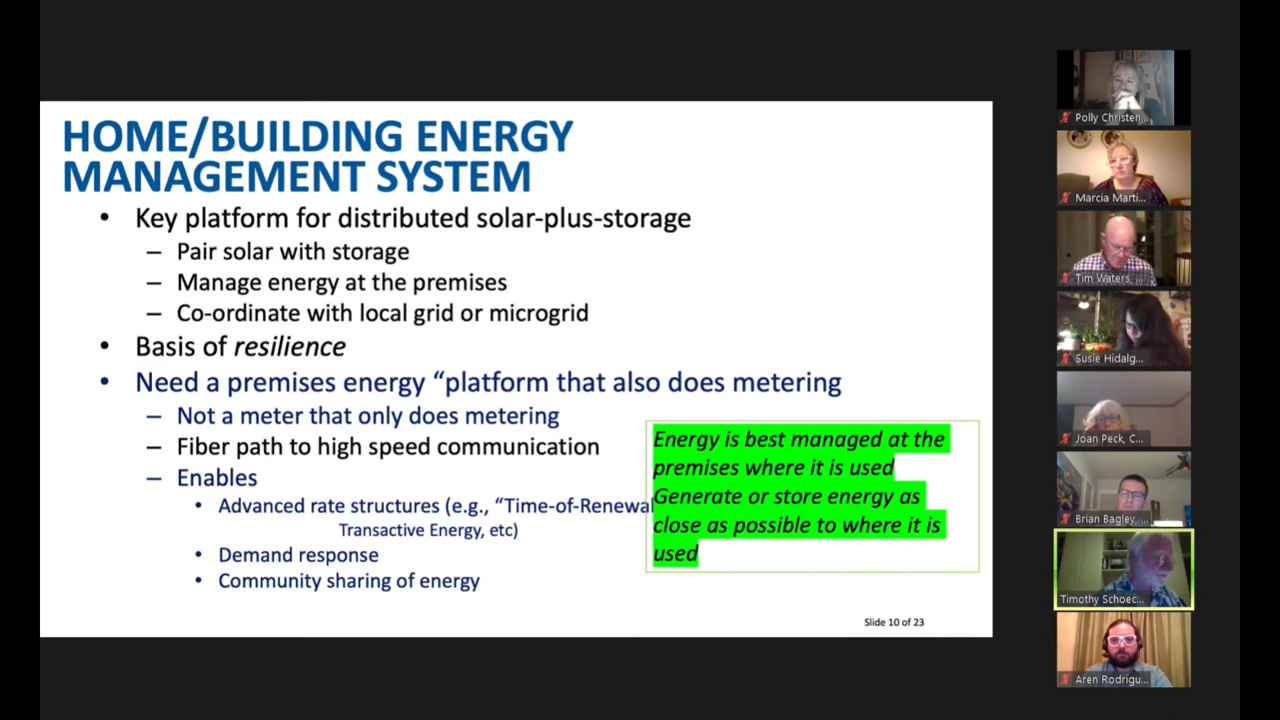 HOME/BUILDING ENERGY
MANAGEMENT SYSTEM
• Key platform for distributed solar-plus-storage
– Pair solar with storage
– Manage energy at the premises
– Co-ordinate with local grid or microgrid
• Basis of resilience
• Need a premises energy “platform that also does metering
– Not a meter that only does metering
– Fiber path to high speed communication
– Enables
• Advanced rate structures (e.g., “Time-of-Renewal
Transactive Energy, etc)
• Demand response
• Community sharing of energy
Energy is best managed at the
premises where it is used
Generate or store energy as
close as possible to where it is
used
Slide 10 of 23
Polly Christen...
Marcia Marti...
Tim Waters, ...
Susie Hidalg...
Joan Peck, C...
Brian Bagley, ...
Timothy Schoec...
Aren Rodrigu...